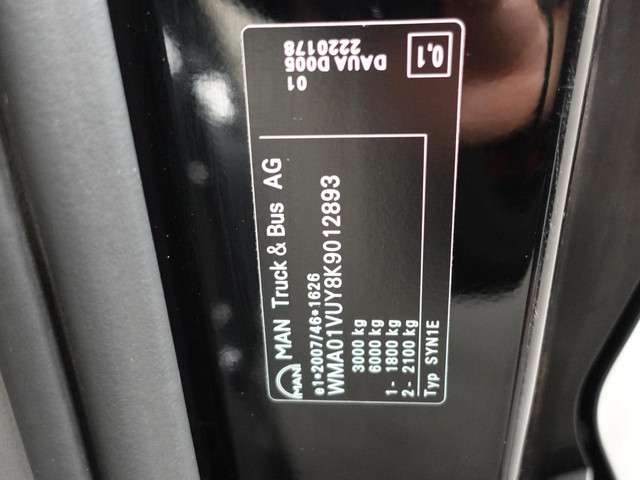 MAN MAN Truck & Bus AG
e1*2007/46*1626
WMA01VUY8K9012893
3000 kg
6000 kg
1- 1800 kg
2- 2100 kg
Typ SYN1E
01
DAUA D005
2220178
0,1